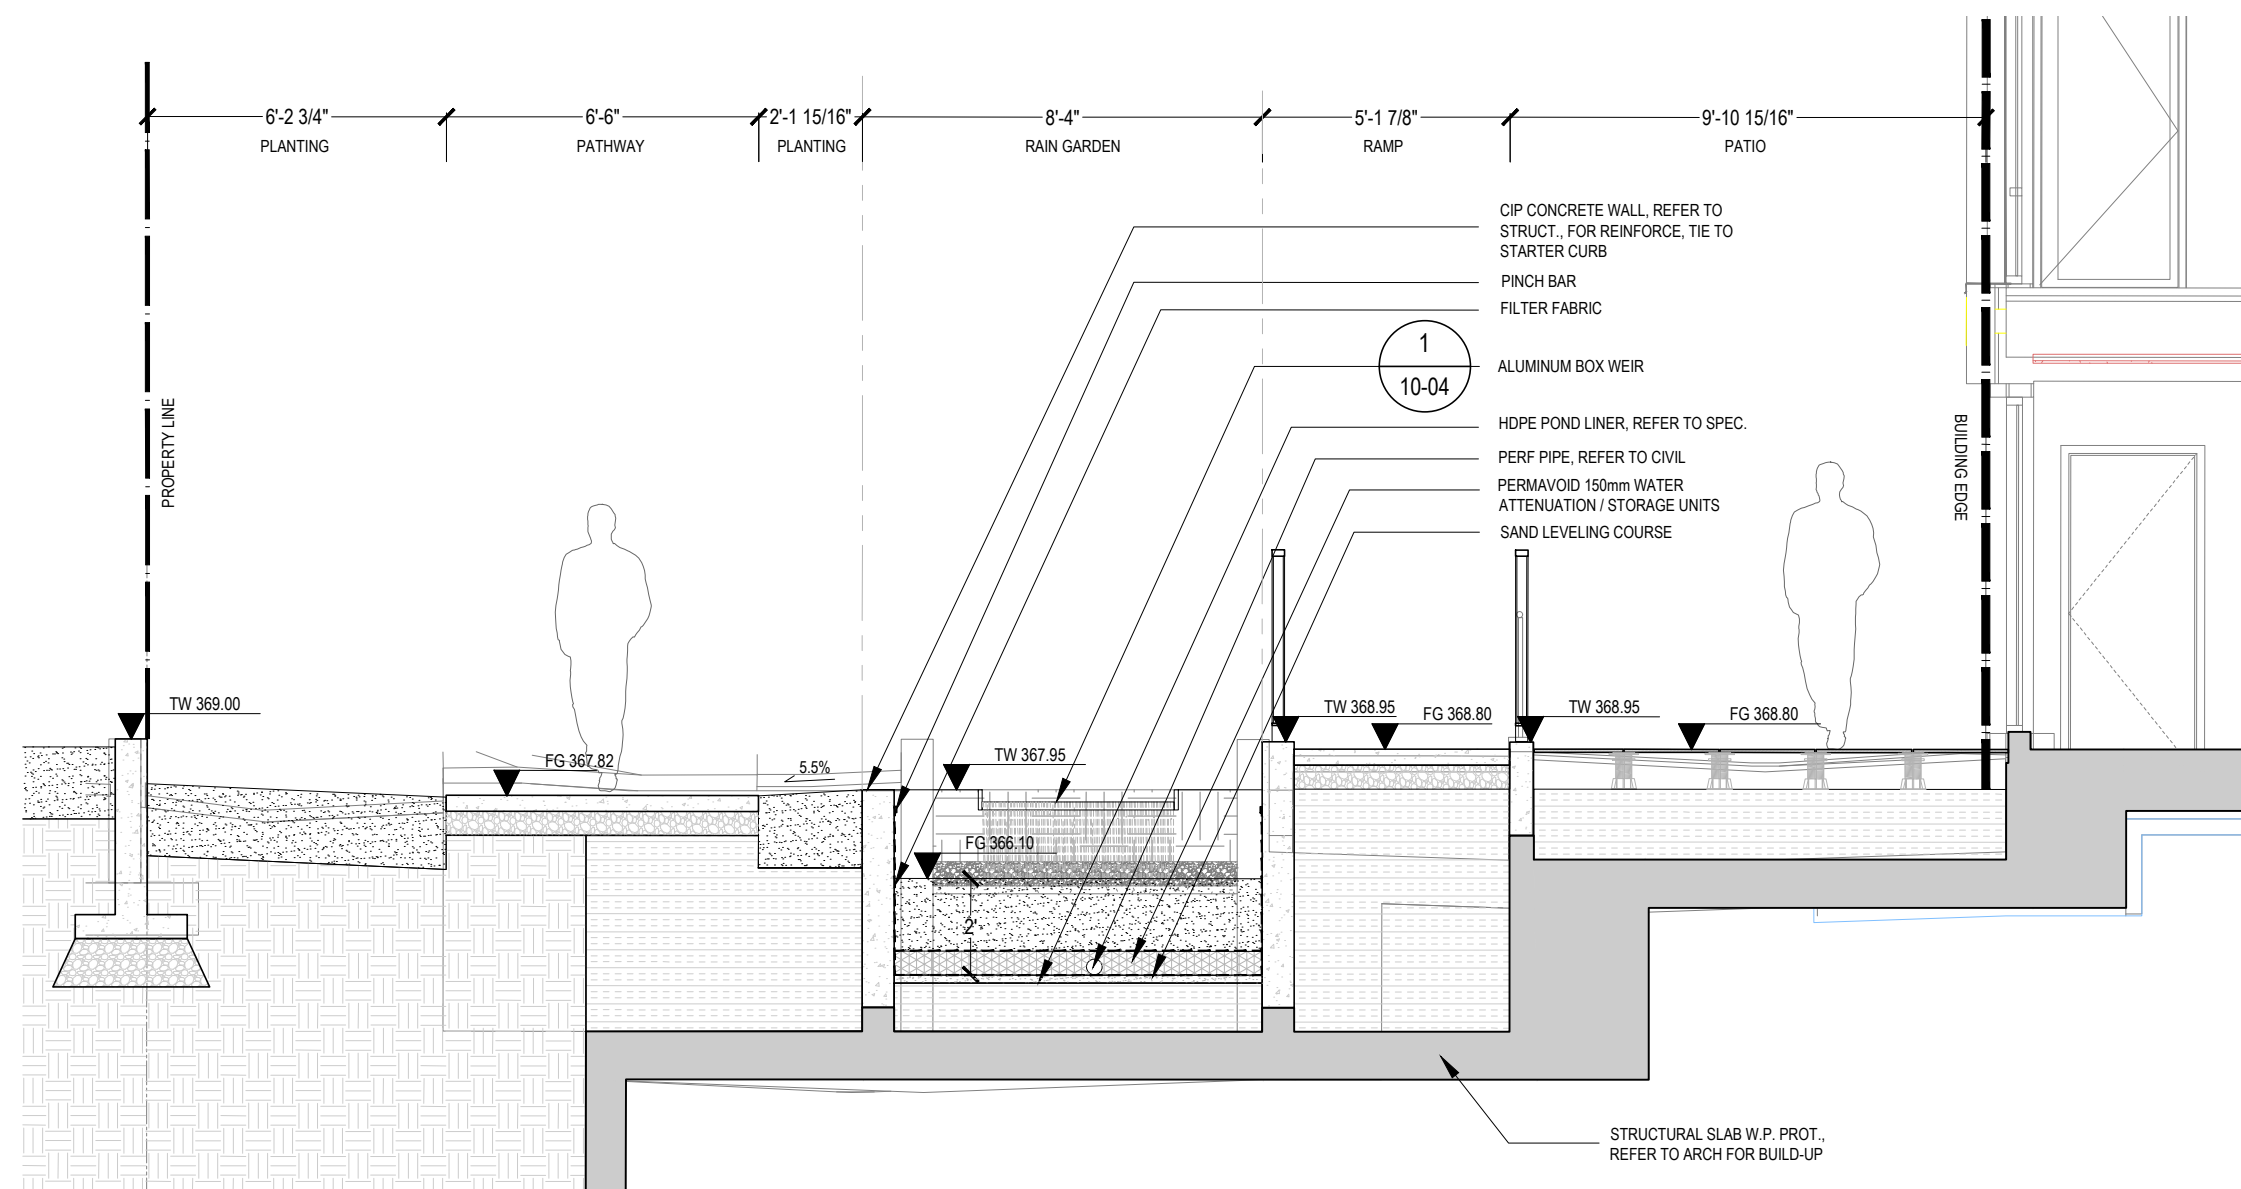 6'-2 3/4"
6'-6"
2'-1 15/16"
8'-4"
5'-1 7/8"
9'-10 15/16"
PLANTING
PATHWAY
PLANTING
RAIN GARDEN
RAMP
PATIO
CIP CONCRETE WALL, REFER TO
STRUCT., FOR REINFORCE, TIE TO
STARTER CURB
PINCH BAR
FILTER FABRIC
1
10-04
ALUMINUM BOX WEIR
HDPE POND LINER, REFER TO SPEC.
PERF PIPE, REFER TO CIVIL
PERMAVOID 150mm WATER
ATTENUATION / STORAGE UNITS
SAND LEVELING COURSE
PROPERTY LINE
BUILDING EDGE
TW 369.00
FG 367.82
5.5%
TW 367.95
FG 366.10
2'
TW 368.95
FG 368.80
TW 368.95
FG 368.80
STRUCTURAL SLAB W.P. PROT.,
REFER TO ARCH FOR BUILD-UP